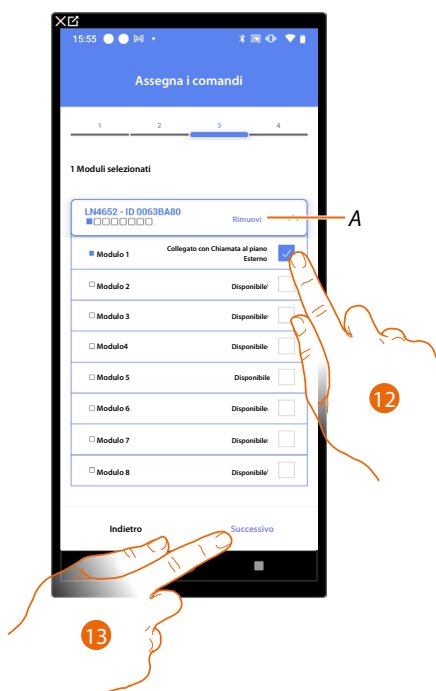 15:55
Assegna i comandi
1 2 3 4
1 Moduli selezionati
LN4652 - ID 0063BA80
Rimuovi
A
Modulo 1
Collegato con Chiamata al piano
Esterno
Modulo 2 Disponibile
Modulo 3 Disponibile
Modulo4 Disponibile
Modulo 5 Disponibile
Modulo 6 Disponibile
Modulo 7 Disponibile
Modulo 8 Disponibile
12
Indietro Successivo
13